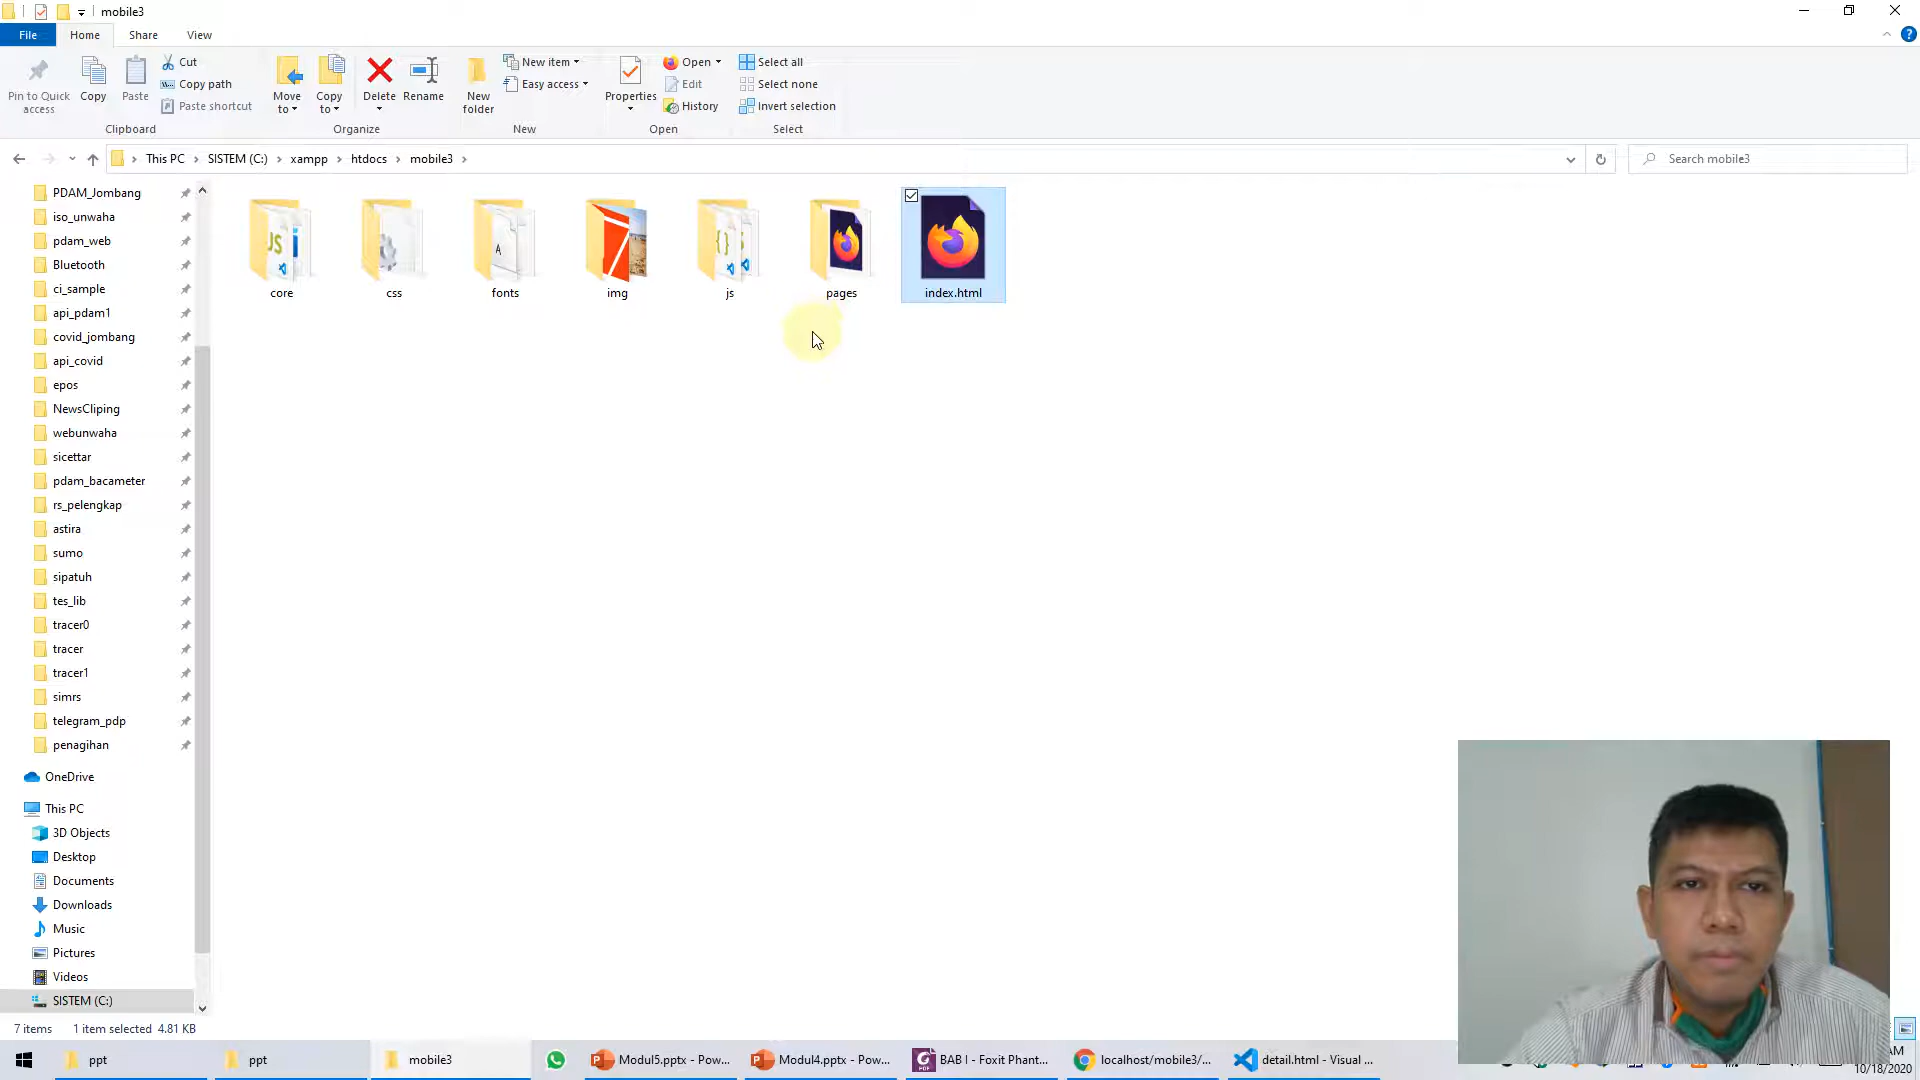 mobile3
File Home Share View
Pin to Quick access
Copy
Paste
Cut
Copy path
Paste shortcut
Clipboard
Move to
Copy to
Delete
Rename
Organize
New folder
New item
Easy access
New
Properties
Open
Edit
History
Open
Select all
Select none
Invert selection
Select
This PC SISTEM (C:) xampp htdocs mobile3
Search mobile3
PDAM_Jombang
iso_unwaha
pdam_web
Bluetooth
ci_sample
api_pdam1
covid_jombang
api_covid
epos
NewsCliping
webunwaha
sicettar
pdam_bacameter
rs_pelengkap
astira
sumo
sipatuh
tes_lib
tracer0
tracer
tracer1
simrs
telegram_pdp
penagihan
OneDrive
This PC
3D Objects
Desktop
Documents
Downloads
Music
Pictures
Videos
SISTEM (C:)
core css fonts img js pages index.html
7 items 1 item selected 4.81 KB
ppt
ppt
mobile3
Modul5.pptx - Pow...
Modul4.pptx - Pow...
BAB I - Foxit Phant...
localhost/mobile3/...
detail.html - Visual ...
AM
10/18/2020